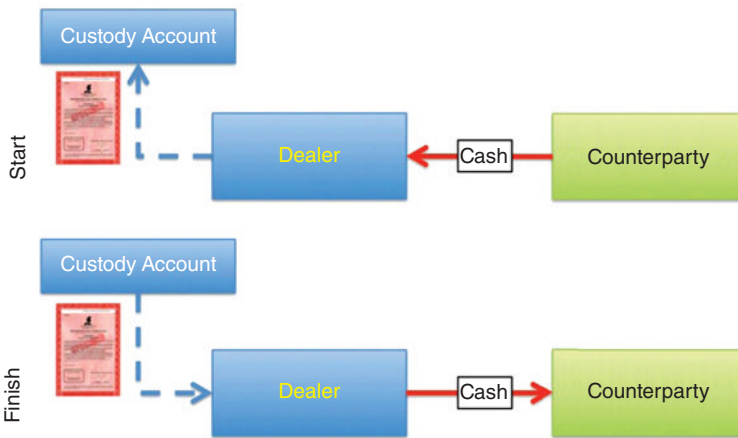 Custody Account
Start
Dealer
Cash
Counterparty
Custody Account
Finish
Dealer
Cash
Counterparty